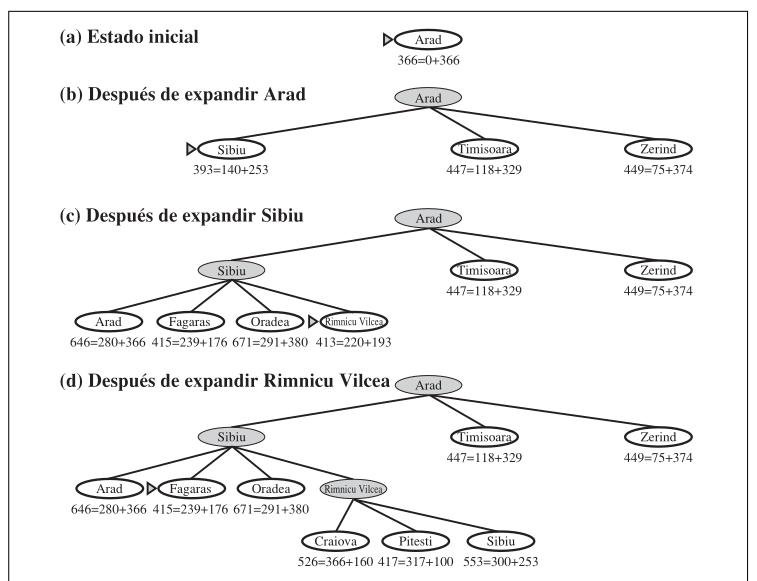 (a) Estado inicial
Arad
366=0+366
(b) Después de expandir Arad
Arad
Sibiu Timisoara Zerind
393=140+253 447=118+329 449=75+374
(c) Después de expandir Sibiu
Arad
Sibiu Timisoara Zerind
447=118+329 449=75+374
Arad Fagaras Oradea Rimnicu Vilcea
646=280+366 415=239+176 671=291+380 413=220+193
(d) Después de expandir Rimnicu Vilcea
Arad
Sibiu Timisoara Zerind
447=118+329 449=75+374
Arad Fagaras Oradea Rimnicu Vilcea
646=280+366 415=239+176 671=291+380
Craiova Pitesti Sibiu
526=366+160 417=317+100 553=300+253